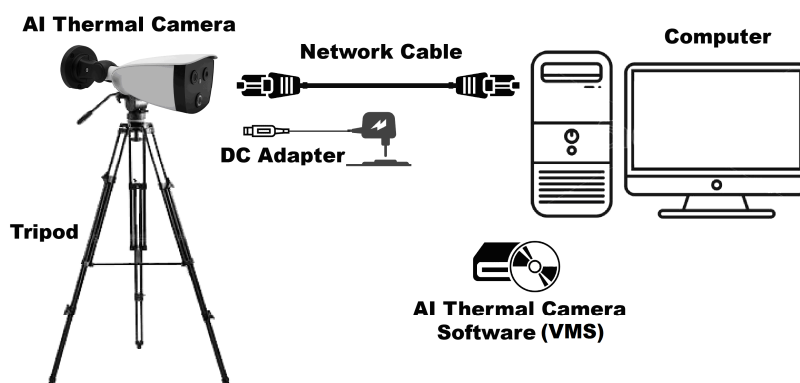 AI Thermal Camera
Network Cable
Computer
DC Adapter
Tripod
AI Thermal Camera
Software (VMS)